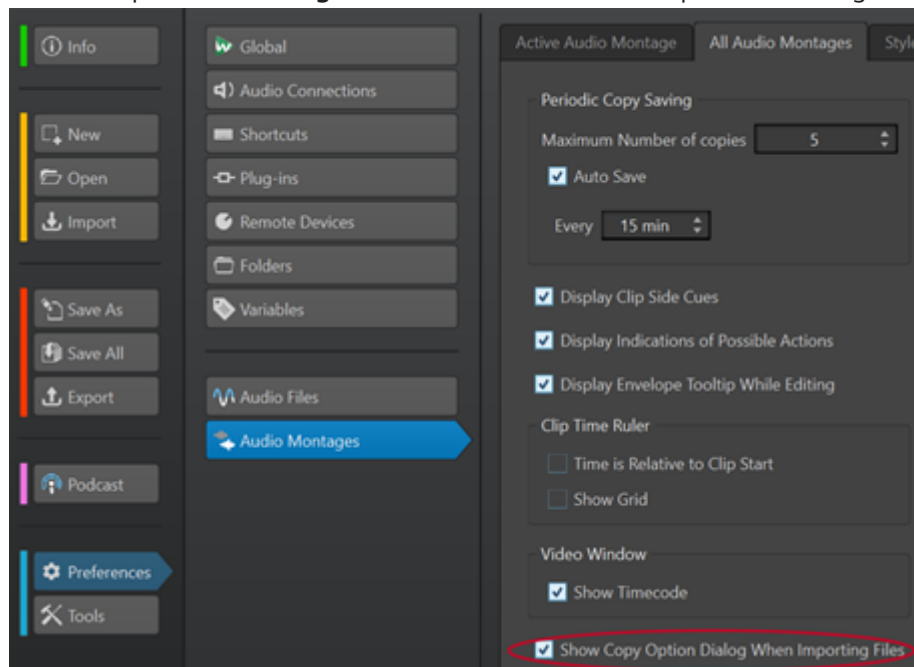 Info
New
Open
Import
Save As
Save All
Export
Podcast
Preferences
Tools
Global
Audio Connections
Shortcuts
Plug-ins
Remote Devices
Folders
Variables
Audio Files
Audio Montages
Active Audio Montage All Audio Montages
Periodic Copy Saving
Maximum Number of copies 5
Auto Save
Every 15 min
Display Clip Side Cues
Display Indications of Possible Actions
Display Envelope Tooltip While Editing
Clip Time Ruler
Time is Relative to Clip Start
Show Grid
Video Window
Show Timecode
Show Copy Option Dialog When Importing Files